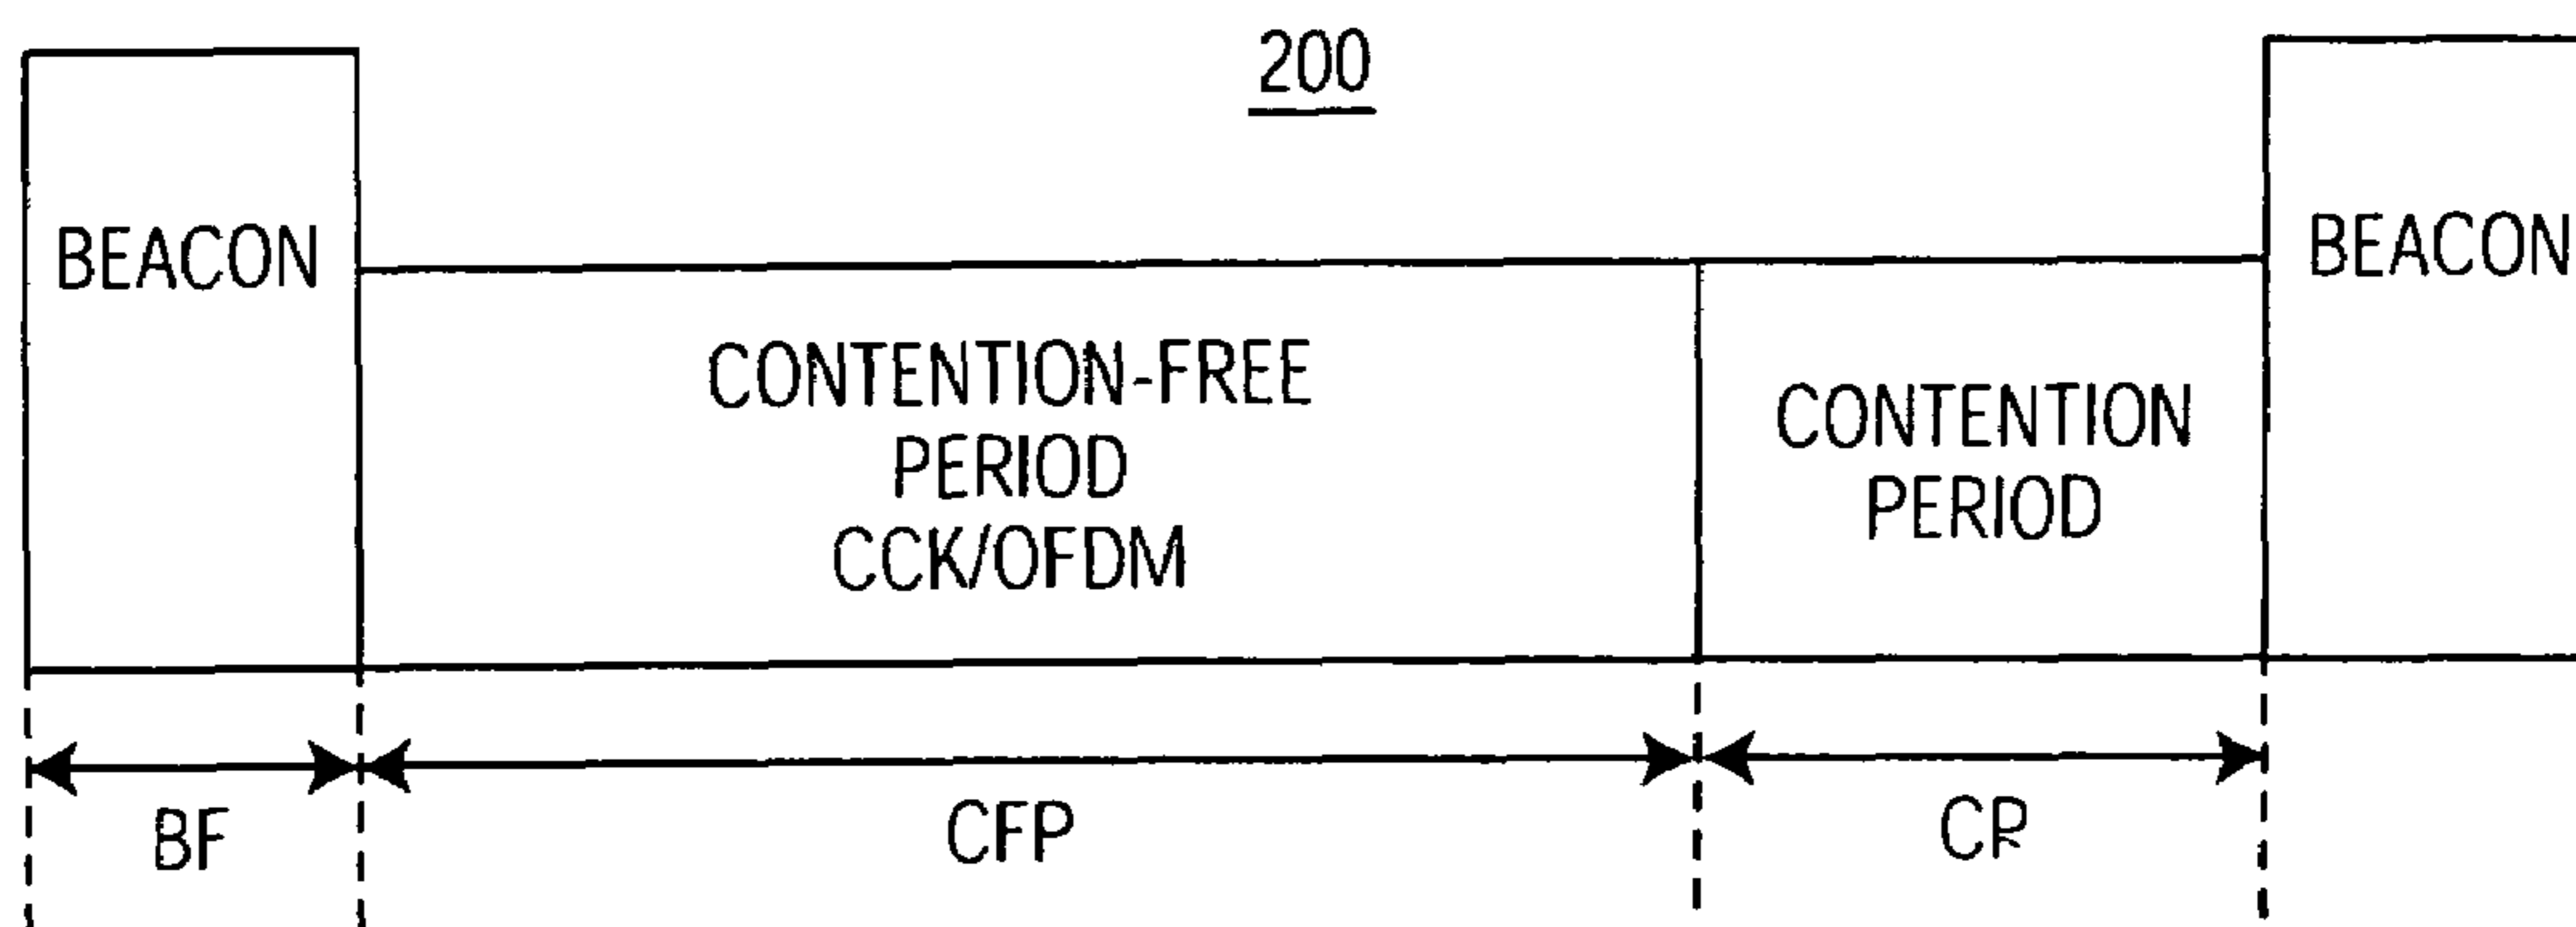 200
BEACON
CONTENTION-FREE
PERIOD
CCK/OFDM
CONTENTION
PERIOD
BEACON
BF
CFP
CP